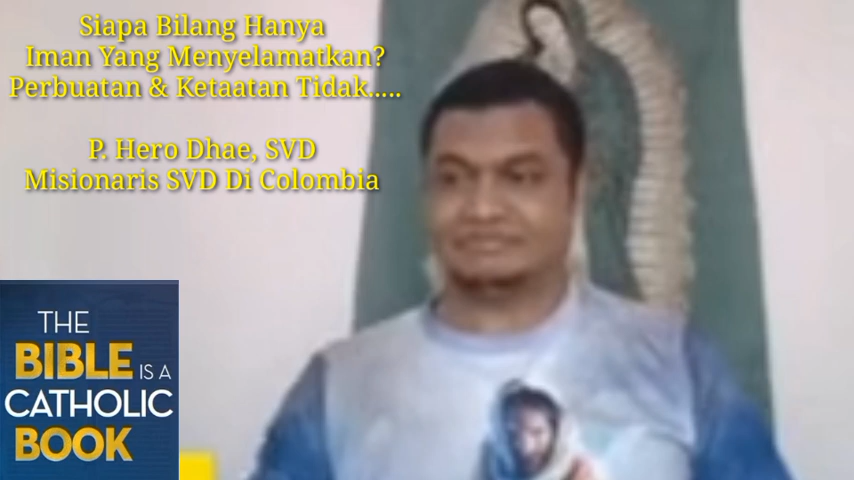 Siapa Bilang Hanya
Iman Yang Menyelamatkan?
Perbuatan & Ketaatan Tidak.....
P. Hero Dhae, SVD
Misionaris SVD Di Colombia
THE
BIBLE IS A
CATHOLIC
BOOK